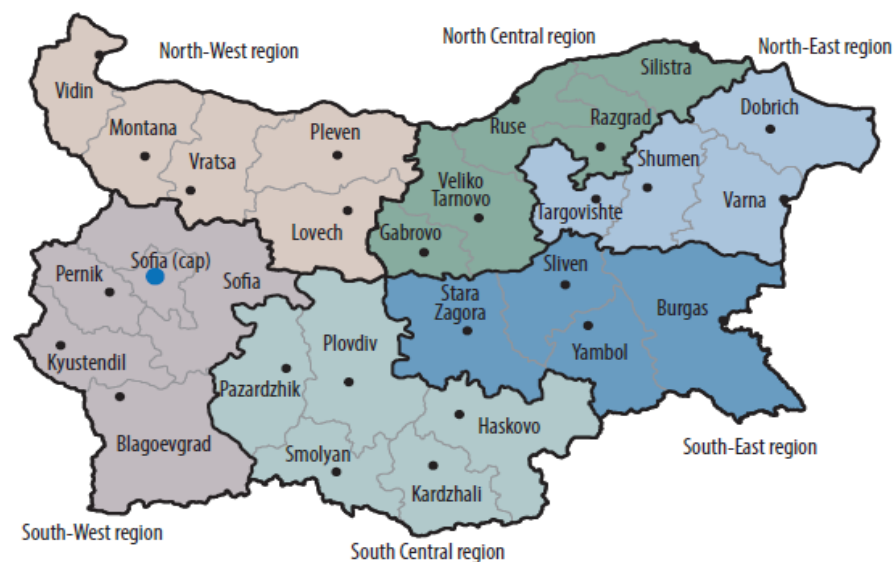 North-West region
North Central region
North-East region
Vidin
Montana
Vratsa
Pleven
Lovech
Ruse
Silistra
Razgrad
Veliko
Tarnovo
Gabrovo
Dobrich
Shumen
Targovishte
Varna
Pernik
Sofia (cap)
Sofia
Kyustendil
Blagoevgrad
Pazardzhik
Plovdiv
Smolyan
Haskovo
Kardzhali
Stara
Zagora
Sliven
Yambol
Burgas
South-West region
South Central region
South-East region